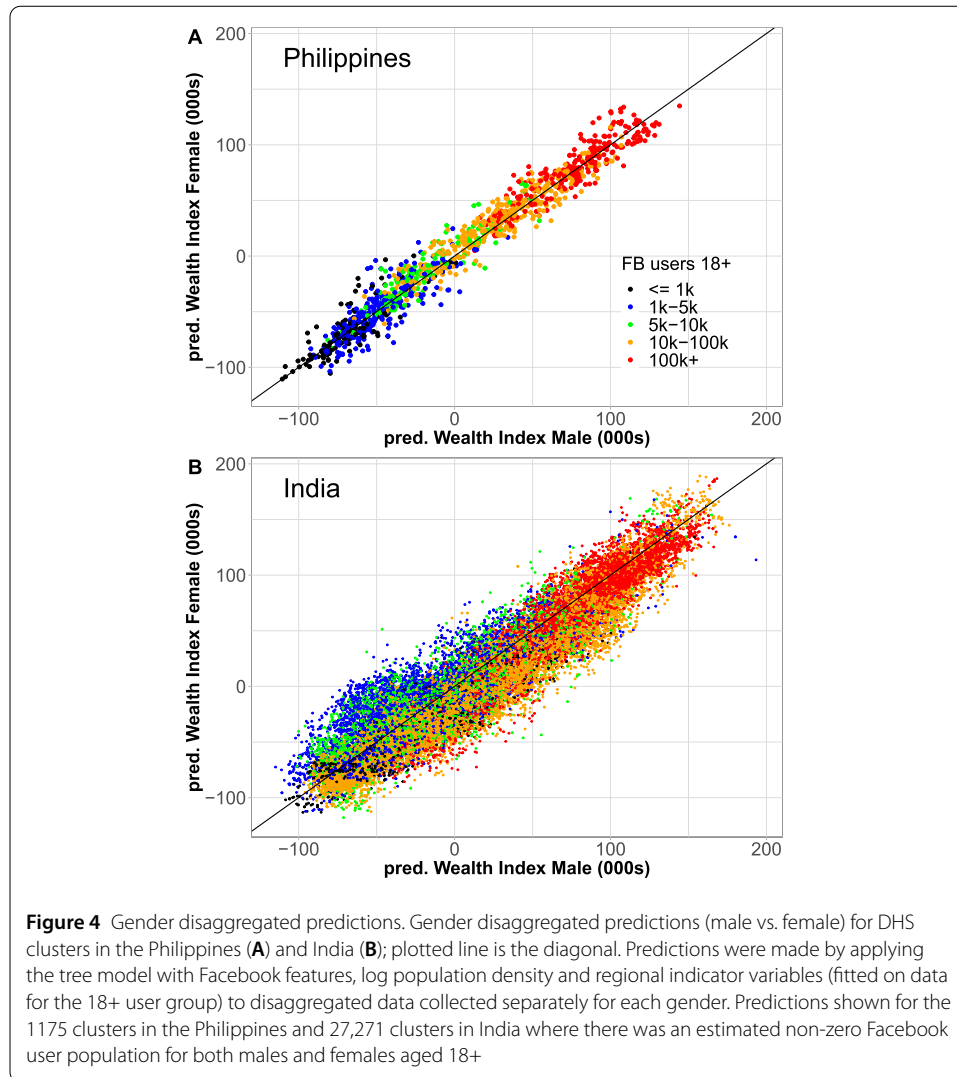 A
Philippines
200
100
0
−100
pred. Wealth Index Female (000s)
FB users 18+
<= 1k
1k−5k
5k−10k
10k−100k
100k+
−100
0
100
200
pred. Wealth Index Male (000s)
B
India
200
100
0
−100
pred. Wealth Index Female (000s)
−100
0
100
200
pred. Wealth Index Male (000s)
Figure 4 Gender disaggregated predictions. Gender disaggregated predictions (male vs. female) for DHS
clusters in the Philippines (A) and India (B); plotted line is the diagonal. Predictions were made by applying
the tree model with Facebook features, log population density and regional indicator variables (fitted on data
for the 18+ user group) to disaggregated data collected separately for each gender. Predictions shown for the
1175 clusters in the Philippines and 27,271 clusters in India where there was an estimated non-zero Facebook
user population for both males and females aged 18+